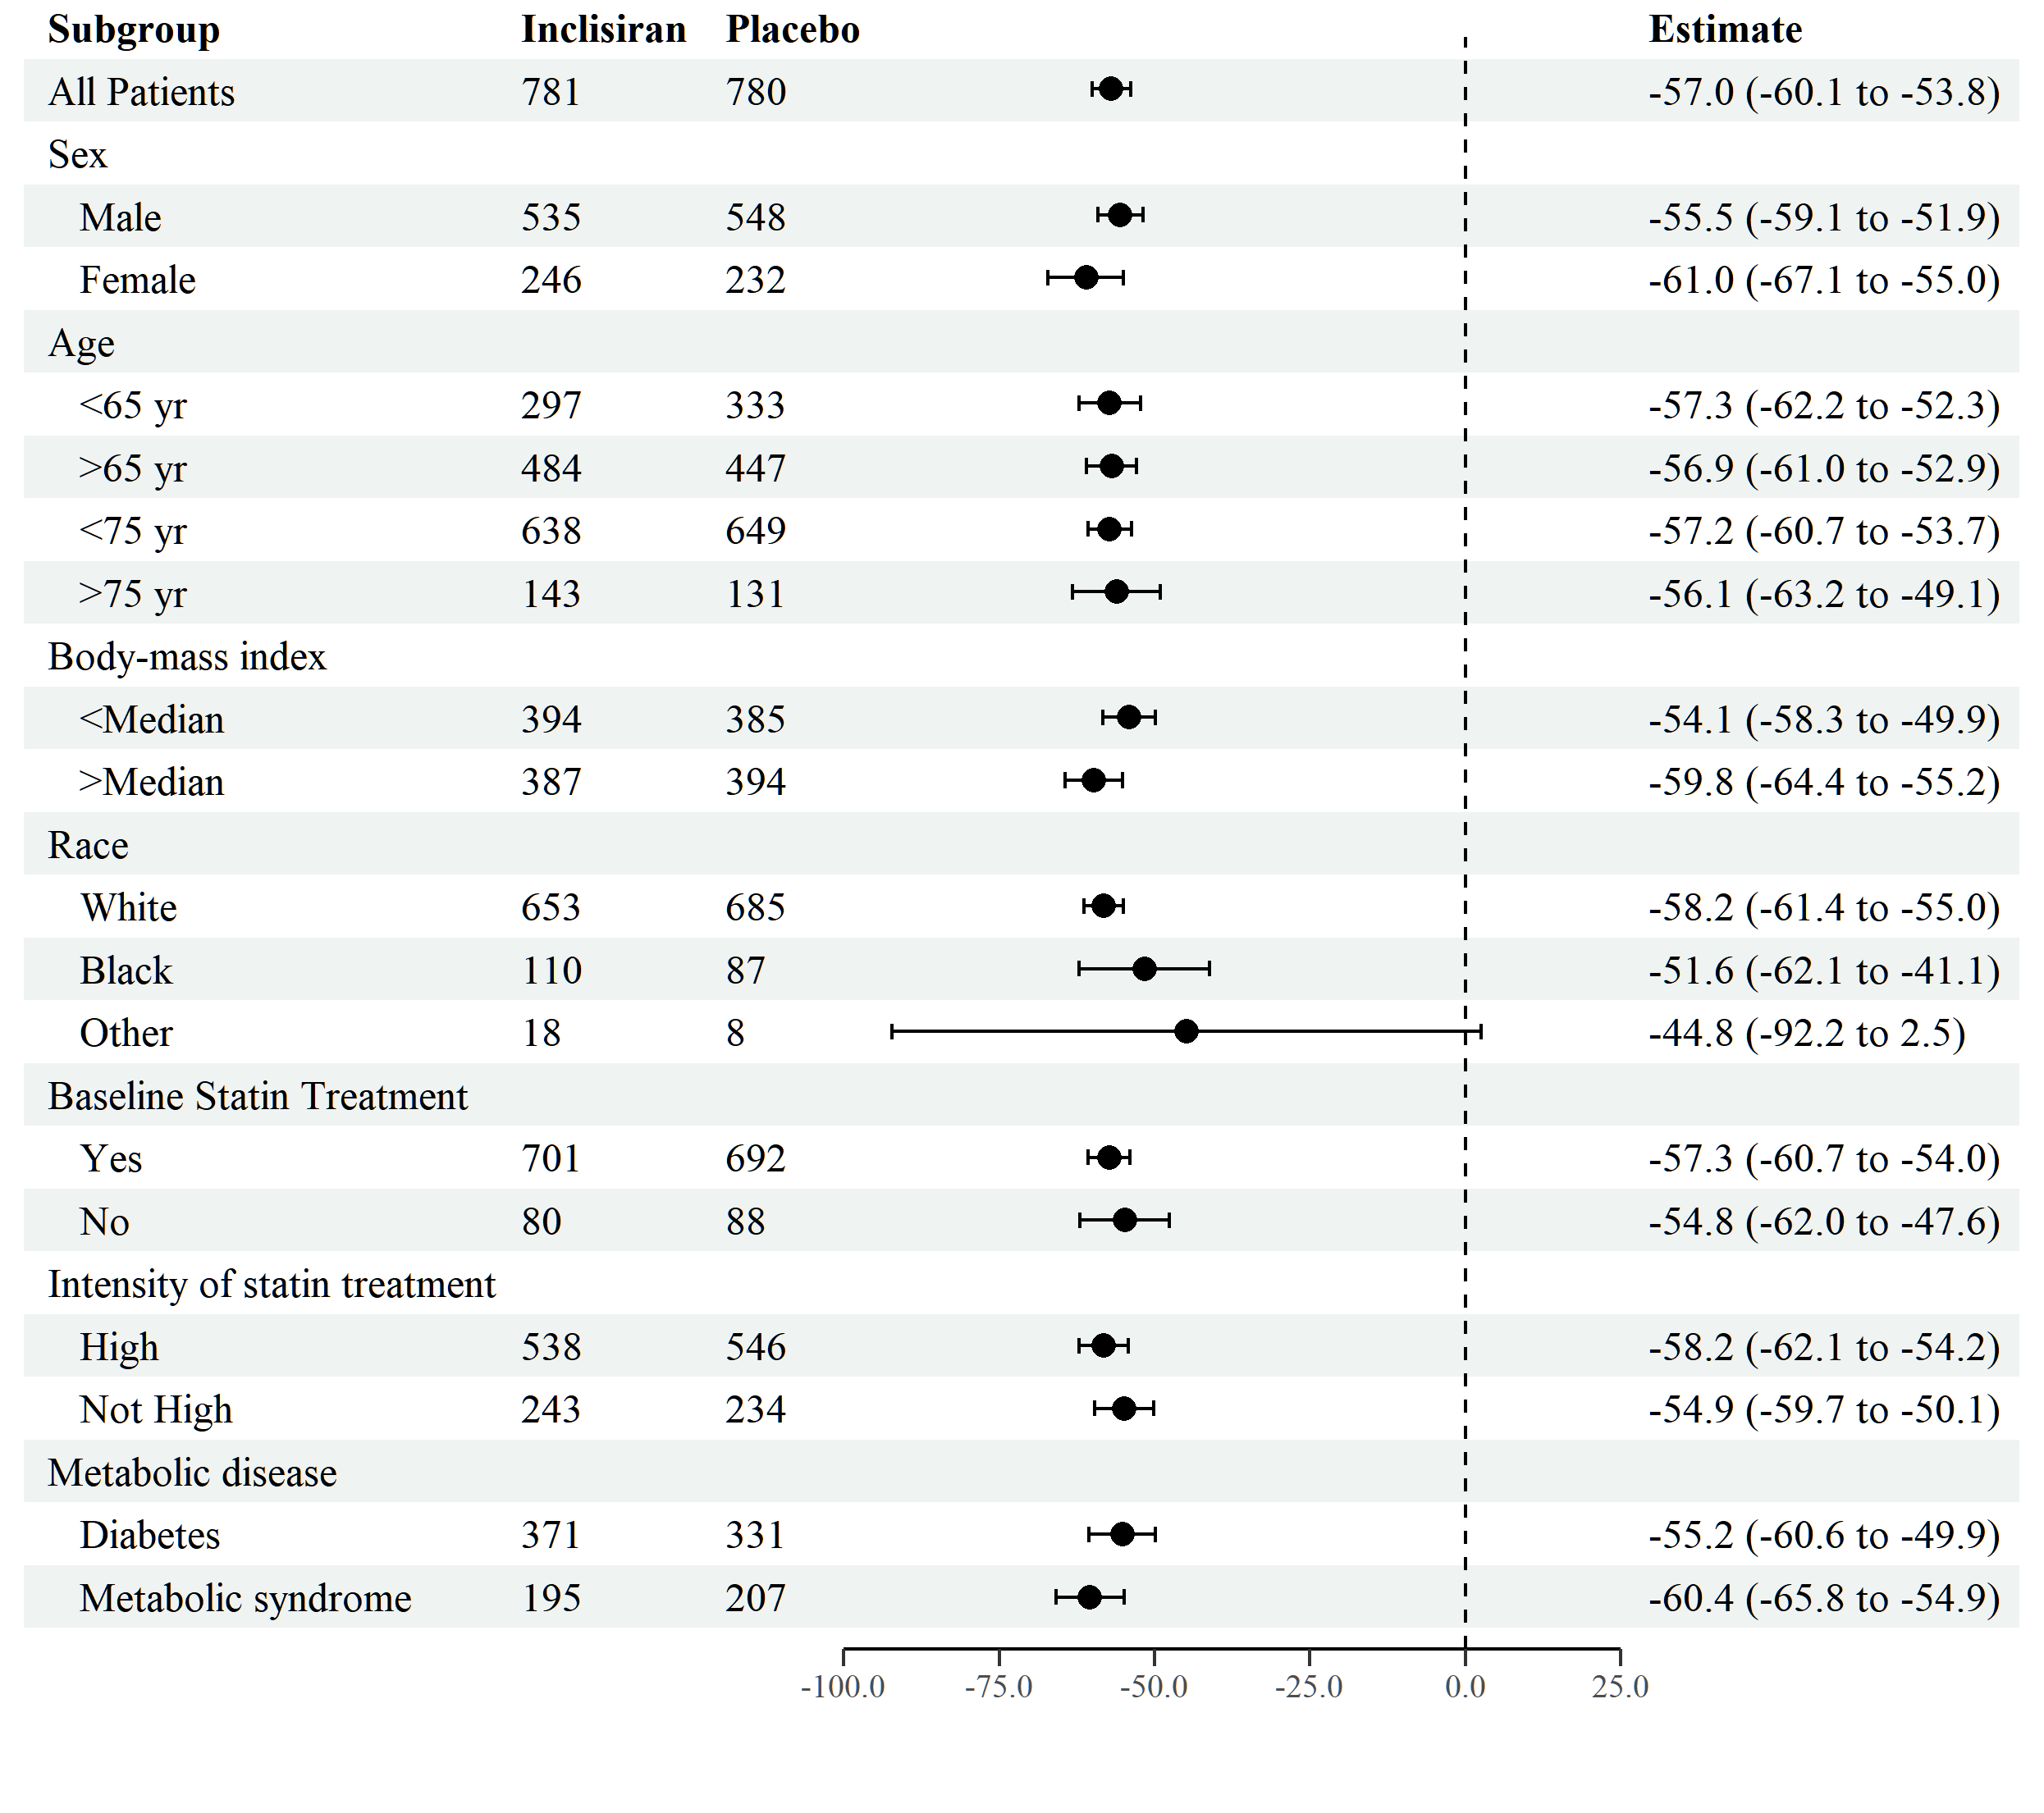 Subgroup Inclisiran Placebo Estimate
All Patients 781 780 -57.0 (-60.1 to -53.8)
Sex
Male 535 548 -55.5 (-59.1 to -51.9)
Female 246 232 -61.0 (-67.1 to -55.0)
Age
<65 yr 297 333 -57.3 (-62.2 to -52.3)
>65 yr 484 447 -56.9 (-61.0 to -52.9)
<75 yr 638 649 -57.2 (-60.7 to -53.7)
>75 yr 143 131 -56.1 (-63.2 to -49.1)
Body-mass index
<Median 394 385 -54.1 (-58.3 to -49.9)
>Median 387 394 -59.8 (-64.4 to -55.2)
Race
White 653 685 -58.2 (-61.4 to -55.0)
Black 110 87 -51.6 (-62.1 to -41.1)
Other 18 8 -44.8 (-92.2 to 2.5)
Baseline Statin Treatment
Yes 701 692 -57.3 (-60.7 to -54.0)
No 80 88 -54.8 (-62.0 to -47.6)
Intensity of statin treatment
High 538 546 -58.2 (-62.1 to -54.2)
Not High 243 234 -54.9 (-59.7 to -50.1)
Metabolic disease
Diabetes 371 331 -55.2 (-60.6 to -49.9)
Metabolic syndrome 195 207 -60.4 (-65.8 to -54.9)
-100.0 -75.0 -50.0 -25.0 0.0 25.0